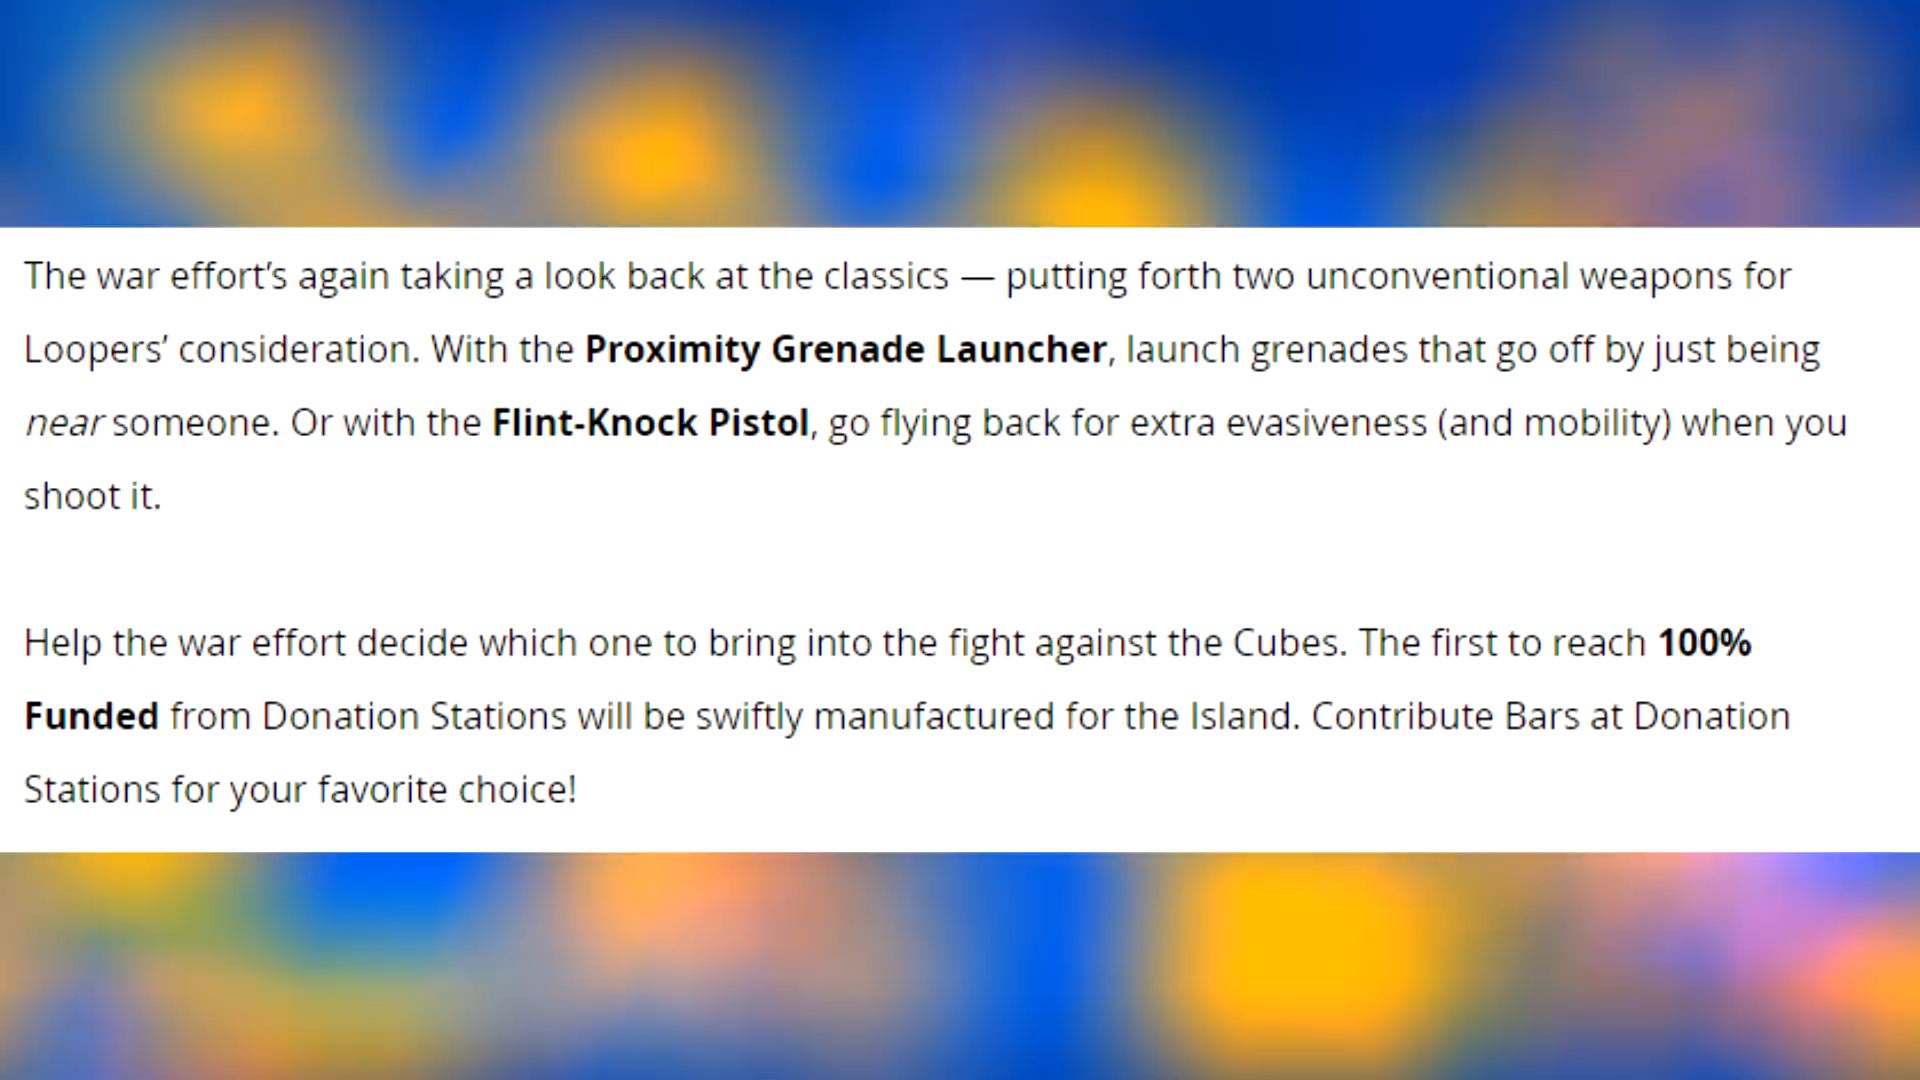 The war effort’s again taking a look back at the classics — putting forth two unconventional weapons for
Loopers’ consideration. With the Proximity Grenade Launcher, launch grenades that go off by just being
near someone. Or with the Flint-Knock Pistol, go flying back for extra evasiveness (and mobility) when you
shoot it.
Help the war effort decide which one to bring into the fight against the Cubes. The first to reach 100%
Funded from Donation Stations will be swiftly manufactured for the Island. Contribute Bars at Donation
Stations for your favorite choice!